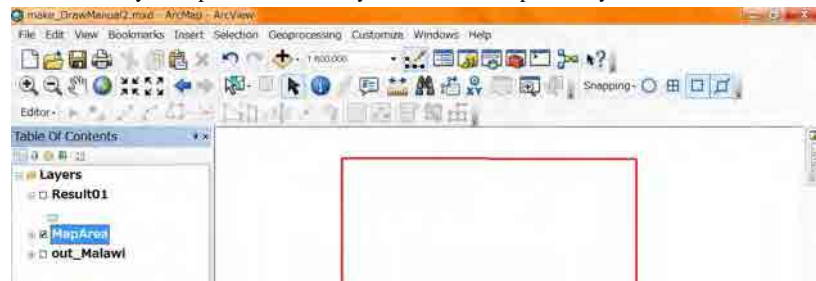 make_DrawManual2.mxd - ArcMap - ArcView
File Edit View Bookmarks Insert Selection Geoprocessing Customize Windows Help
Snapping
Editor
Table Of Contents
Layers
Result01
MapArea
out_Malawi